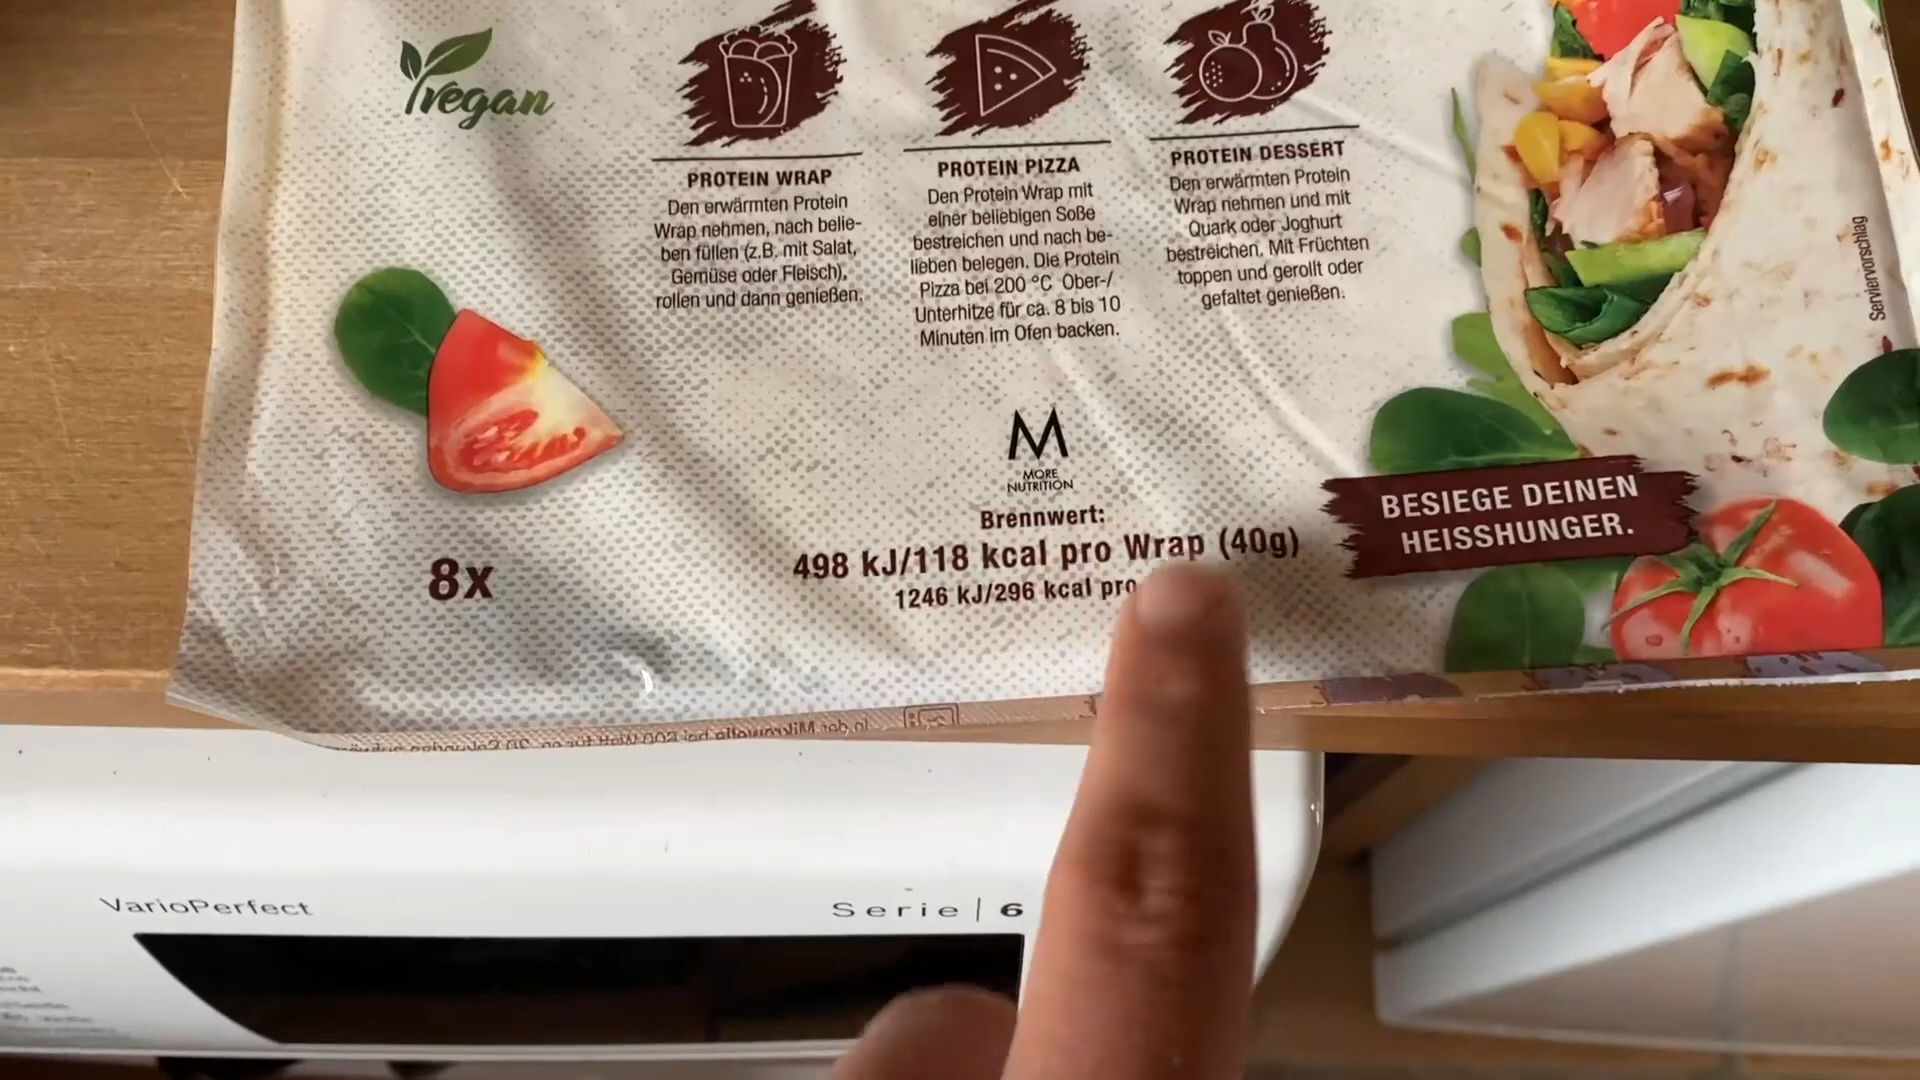 vegan
PROTEIN WRAP
Den erwärmten Protein
Wrap nehmen, nach belie-
ben füllen (z.B. mit Salat,
Gemüse oder Fleisch),
rollen und dann genießen.
PROTEIN PIZZA
Den Protein Wrap mit
einer beliebigen Soße
bestreichen und nach be-
lieben belegen. Die Protein
Pizza bei 200 °C Ober-/
Unterhitze für ca. 8 bis 10
Minuten im Ofen backen.
PROTEIN DESSERT
Den erwärmten Protein
Wrap nehmen und mit
Quark oder Joghurt
bestreichen. Mit Früchten
toppen und gerollt oder
gefaltet genießen.
Serviervorschlag
M
MORE
NUTRITION
Brennwert:
498 kJ/118 kcal pro Wrap (40g)
1246 kJ/296 kcal pro
8x
BESIEGE DEINEN
HEISSHUNGER.
VarioPerfect
Serie | 6